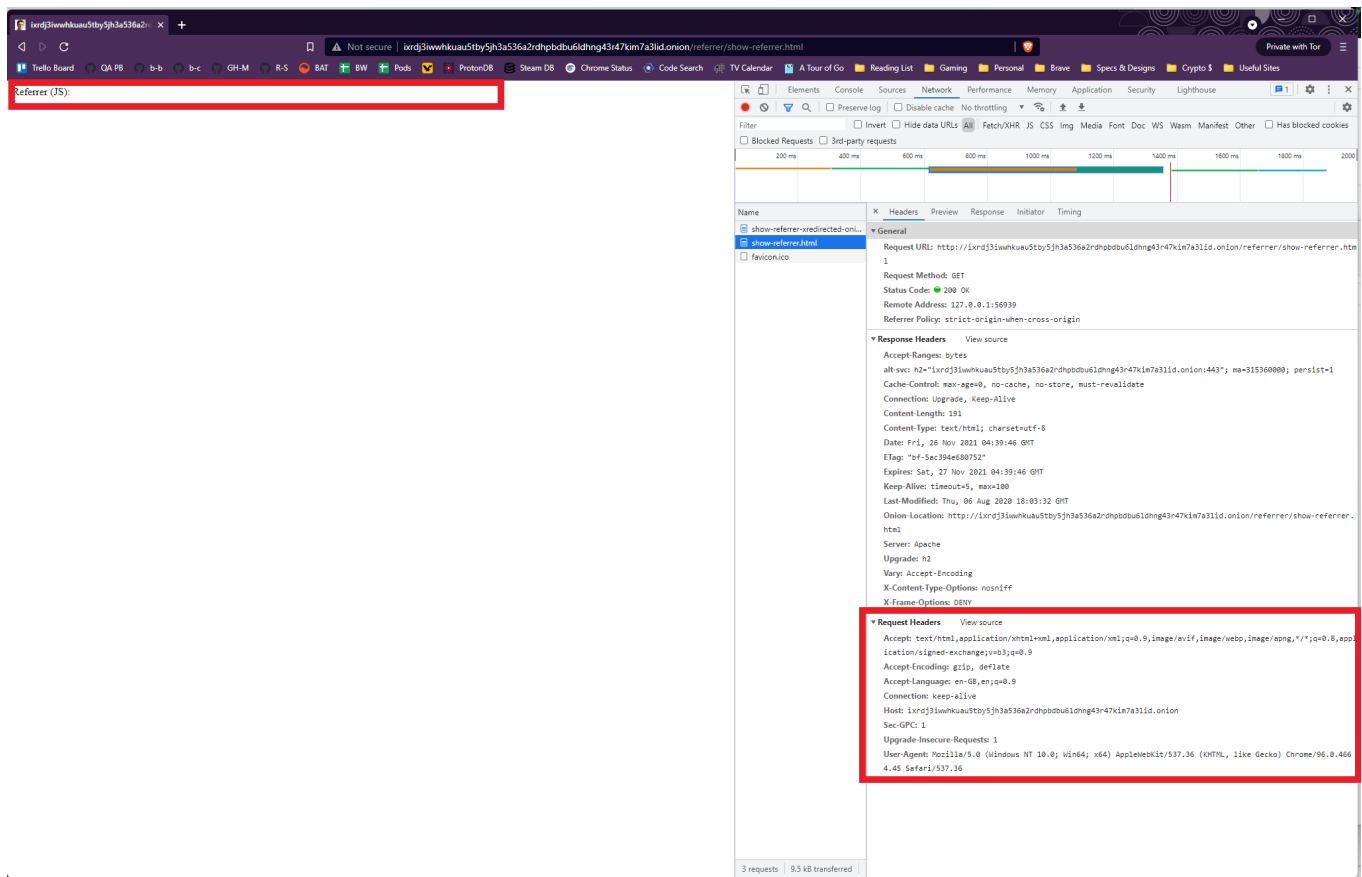 ixrdj3iwwhkuau5tby5jh3a536a2rd
Not secure ixrdj3iwwhkuau5tby5jh3a536a2rdhpbdbu6ldhng43r47kim7a3lid.onion/referrer/show-referrer.html Private with Tor
Trello Board QA PB b-b b-c GH-M R-S BAT BW Pods ProtonDB Steam DB Chrome Status Code Search TV Calendar A Tour of Go Reading List Gaming Personal Brave Specs & Designs Crypto $ Useful Sites
Referrer (JS):
Elements Console Sources Network Performance Memory Application Security Lighthouse 1
Preserve log Disable cache No throttling
Filter Invert Hide data URLs All Fetch/XHR JS CSS Img Media Font Doc WS Wasm Manifest Other Has blocked cookies
Blocked Requests 3rd-party requests
200 ms 400 ms 600 ms 800 ms 1000 ms 1200 ms 1400 ms 1600 ms 1800 ms 2000
Name
show-referrer-xredirected-oni...
show-referrer.html
favicon.ico
Headers Preview Response Initiator Timing
General
Request URL: http://ixrdj3iwwhkuau5tby5jh3a536a2rdhpbdbu6ldhng43r47kim7a3lid.onion/referrer/show-referrer.htm
l
Request Method: GET
Status Code: 200 OK
Remote Address: 127.0.0.1:56939
Referrer Policy: strict-origin-when-cross-origin
Response Headers View source
Accept-Ranges: bytes
alt-svc: h2="ixrdj3iwwhkuau5tby5jh3a536a2rdhpbdbu6ldhng43r47kim7a3lid.onion:443"; ma=315360000; persist=1
Cache-Control: max-age=0, no-cache, no-store, must-revalidate
Connection: Upgrade, Keep-Alive
Content-Length: 191
Content-Type: text/html; charset=utf-8
Date: Fri, 26 Nov 2021 04:39:46 GMT
ETag: "bf-5ac394e680752"
Expires: Sat, 27 Nov 2021 04:39:46 GMT
Keep-Alive: timeout=5, max=100
Last-Modified: Thu, 06 Aug 2020 18:03:32 GMT
Onion-Location: http://ixrdj3iwwhkuau5tby5jh3a536a2rdhpbdbu6ldhng43r47kim7a3lid.onion/referrer/show-referrer.
html
Server: Apache
Upgrade: h2
Vary: Accept-Encoding
X-Content-Type-Options: nosniff
X-Frame-Options: DENY
Request Headers View source
Accept: text/html,application/xhtml+xml,application/xml;q=0.9,image/avif,image/webp,image/apng,*/*;q=0.8,appl
ication/signed-exchange;v=b3;q=0.9
Accept-Encoding: gzip, deflate
Accept-Language: en-GB,en;q=0.9
Connection: keep-alive
Host: ixrdj3iwwhkuau5tby5jh3a536a2rdhpbdbu6ldhng43r47kim7a3lid.onion
Sec-GPC: 1
Upgrade-Insecure-Requests: 1
User-Agent: Mozilla/5.0 (Windows NT 10.0; Win64; x64) AppleWebKit/537.36 (KHTML, like Gecko) Chrome/96.0.466
4.45 Safari/537.36
3 requests 9.5 kB transferred